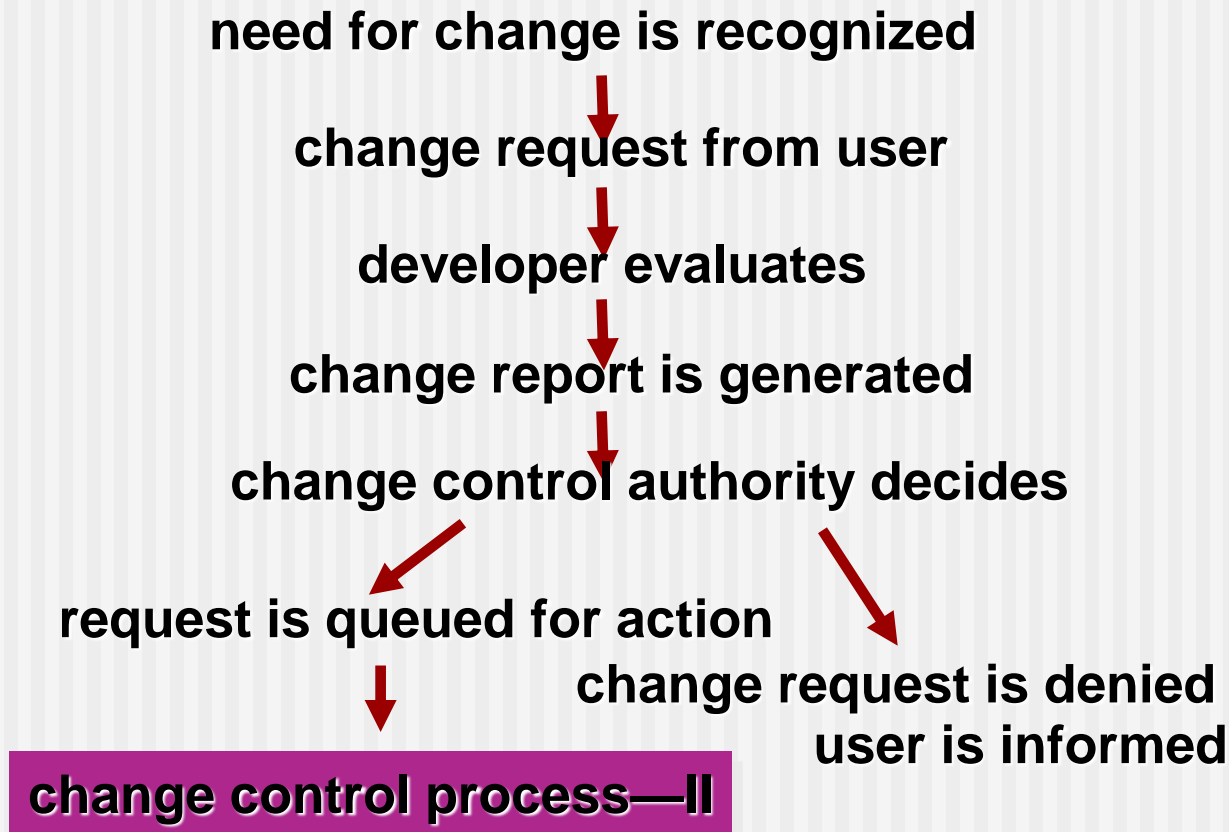 need for change is recognized
change request from user
developer evaluates
change report is generated
change control authority decides
request is queued for action
change request is denied
user is informed
change control process—II